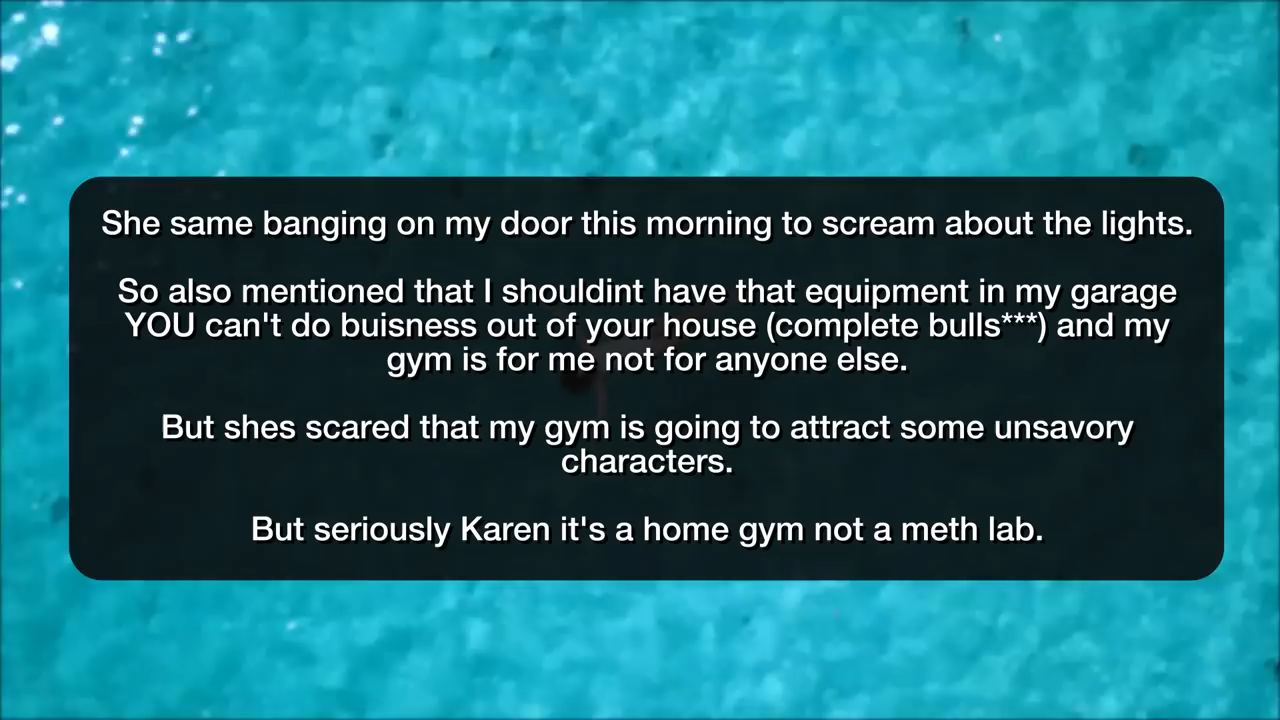 She same banging on my door this morning to scream about the lights.
So also mentioned that I shouldint have that equipment in my garage
YOU can't do buisness out of your house (complete bulls***) and my
gym is for me not for anyone else.
But shes scared that my gym is going to attract some unsavory
characters.
But seriously Karen it's a home gym not a meth lab.